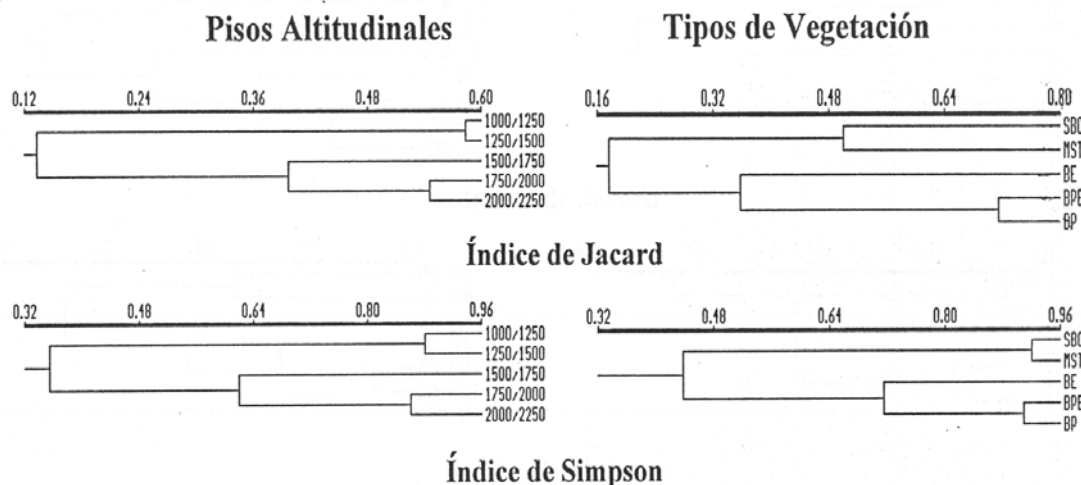 Pisos Altitudinales
Tipos de Vegetación
0.12 0.24 0.36 0.48 0.60
1000/1250
1250/1500
1500/1750
1750/2000
2000/2250
0.16 0.32 0.48 0.64 0.80
SBC
MST
BE
BPE
BP
Índice de Jacard
0.32 0.48 0.64 0.80 0.96
1000/1250
1250/1500
1500/1750
1750/2000
2000/2250
0.32 0.48 0.64 0.80 0.96
SBC
MST
BE
BPE
BP
Índice de Simpson